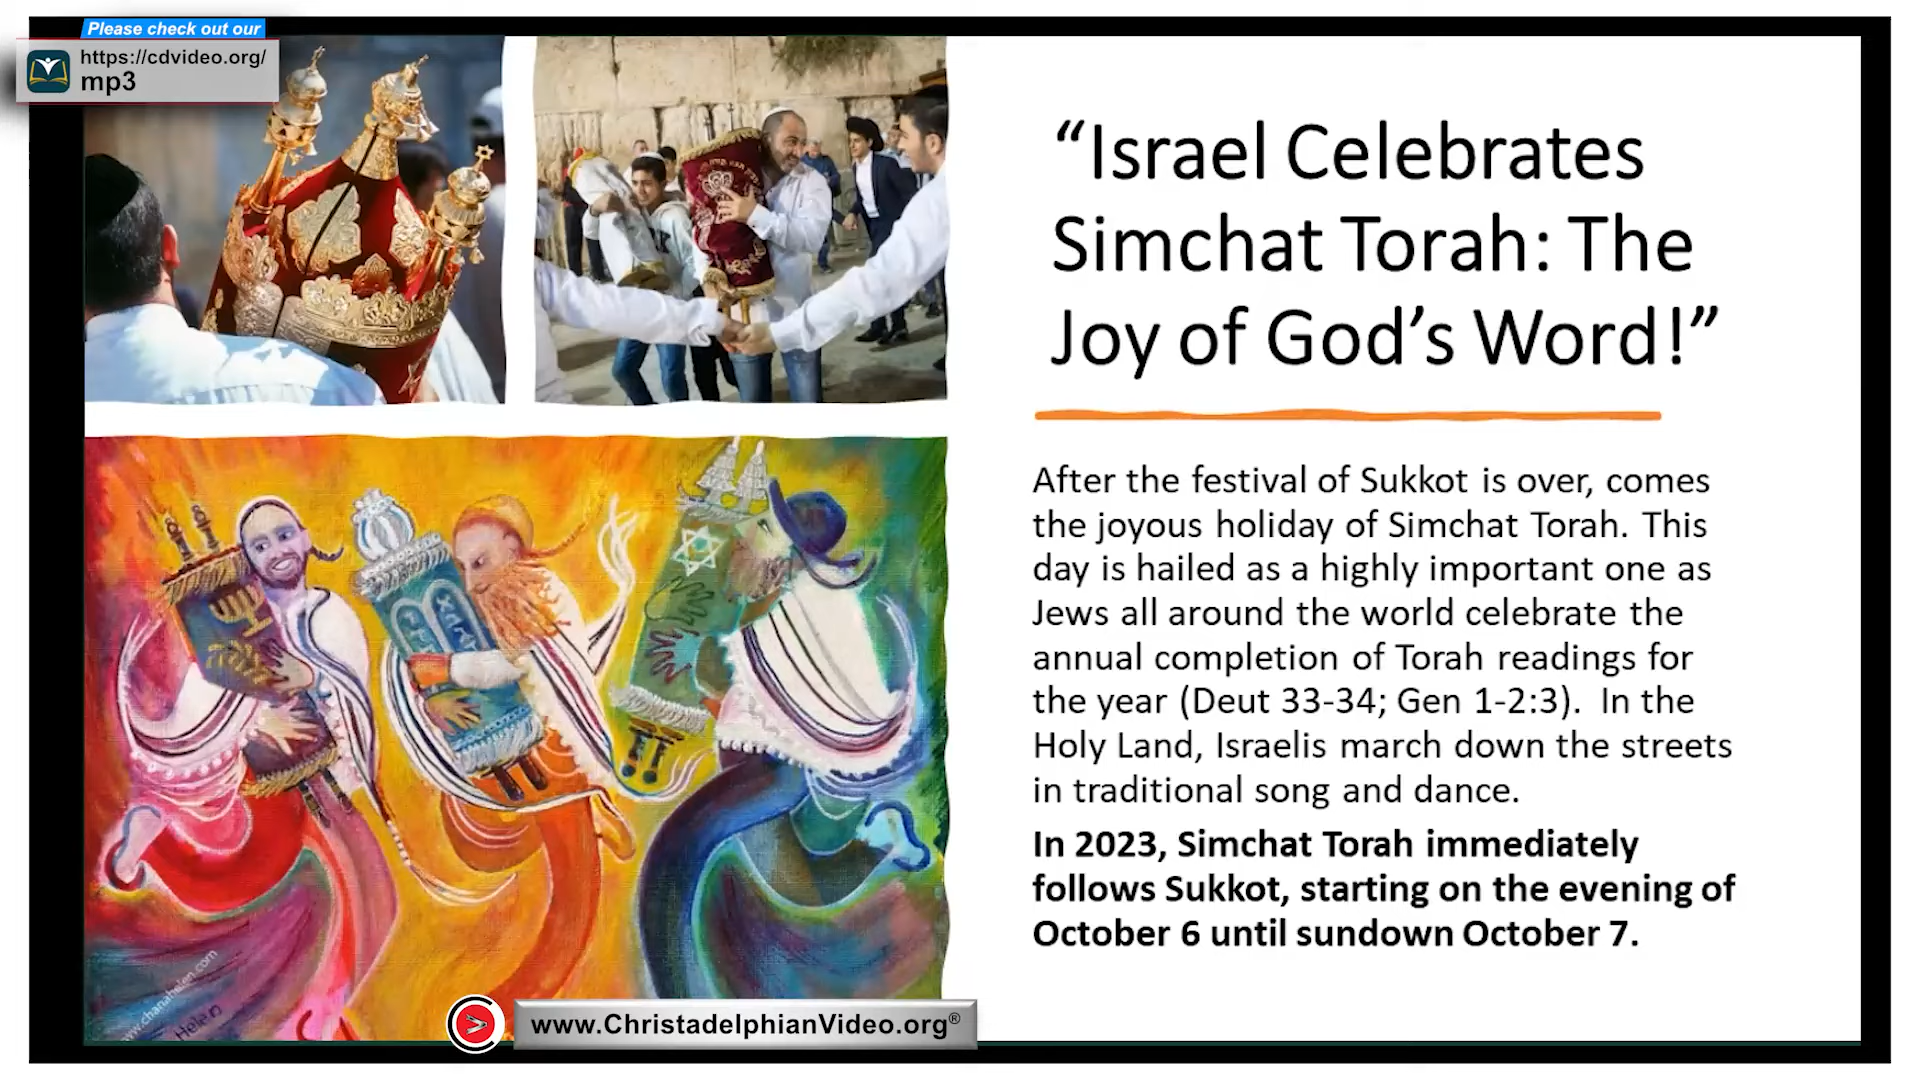 Please check out our
https://cdvideo.org/
mp3
“Israel Celebrates
Simchat Torah: The
Joy of God’s Word!”
After the festival of Sukkot is over, comes
the joyous holiday of Simchat Torah. This
day is hailed as a highly important one as
Jews all around the world celebrate the
annual completion of Torah readings for
the year (Deut 33-34; Gen 1-2:3).  In the
Holy Land, Israelis march down the streets
in traditional song and dance.
In 2023, Simchat Torah immediately
follows Sukkot, starting on the evening of
October 6 until sundown October 7.
www.chanahelen.com
Helen
www.ChristadelphianVideo.org®